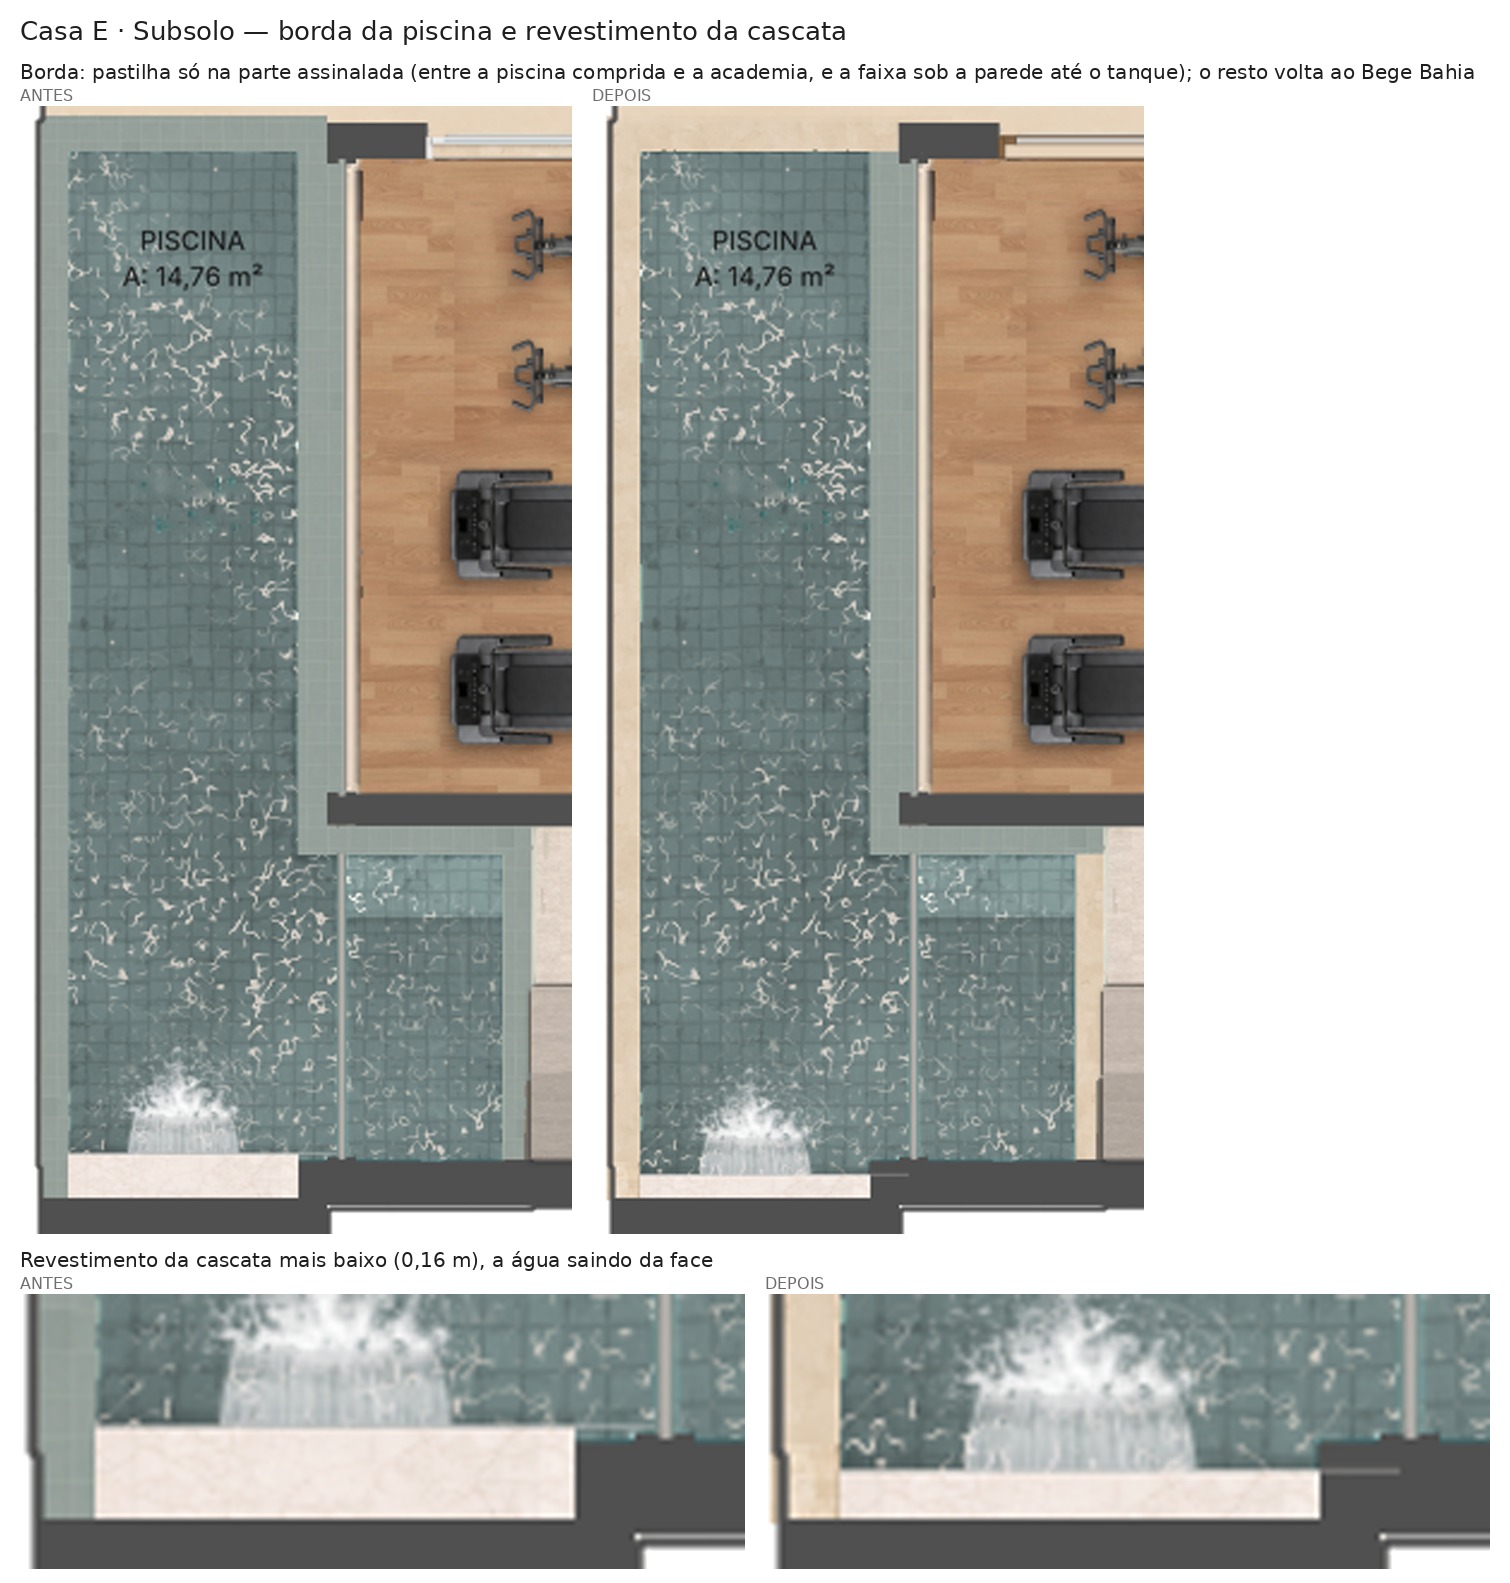 Casa E · Subsolo — borda da piscina e revestimento da cascata
Borda: pastilha só na parte assinalada (entre a piscina comprida e a academia, e a faixa sob a parede até o tanque); o resto volta ao Bege Bahia
ANTES
DEPOIS
PISCINA
A: 14,76 m²
PISCINA
A: 14,76 m²
Revestimento da cascata mais baixo (0,16 m), a água saindo da face
ANTES
DEPOIS